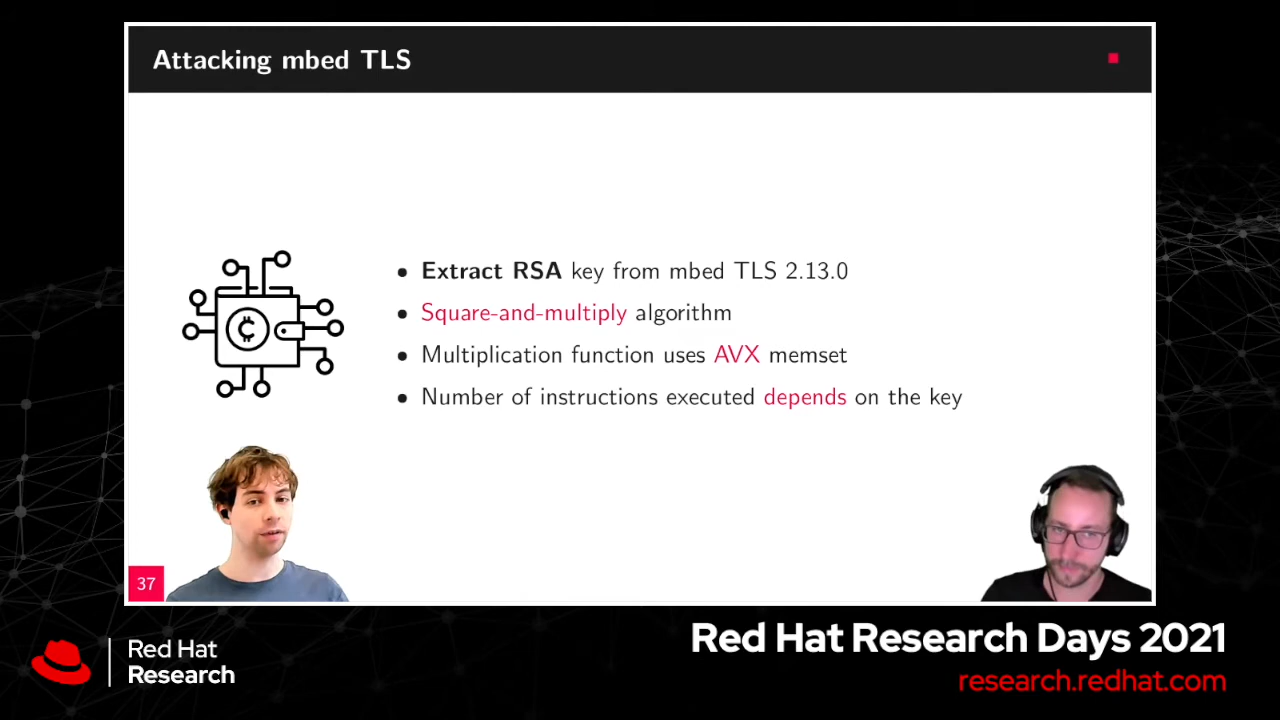 Attacking mbed TLS
• Extract RSA key from mbed TLS 2.13.0
• Square-and-multiply algorithm
• Multiplication function uses AVX memset
• Number of instructions executed depends on the key
37
Red Hat
Research
Red Hat Research Days 2021
research.redhat.com